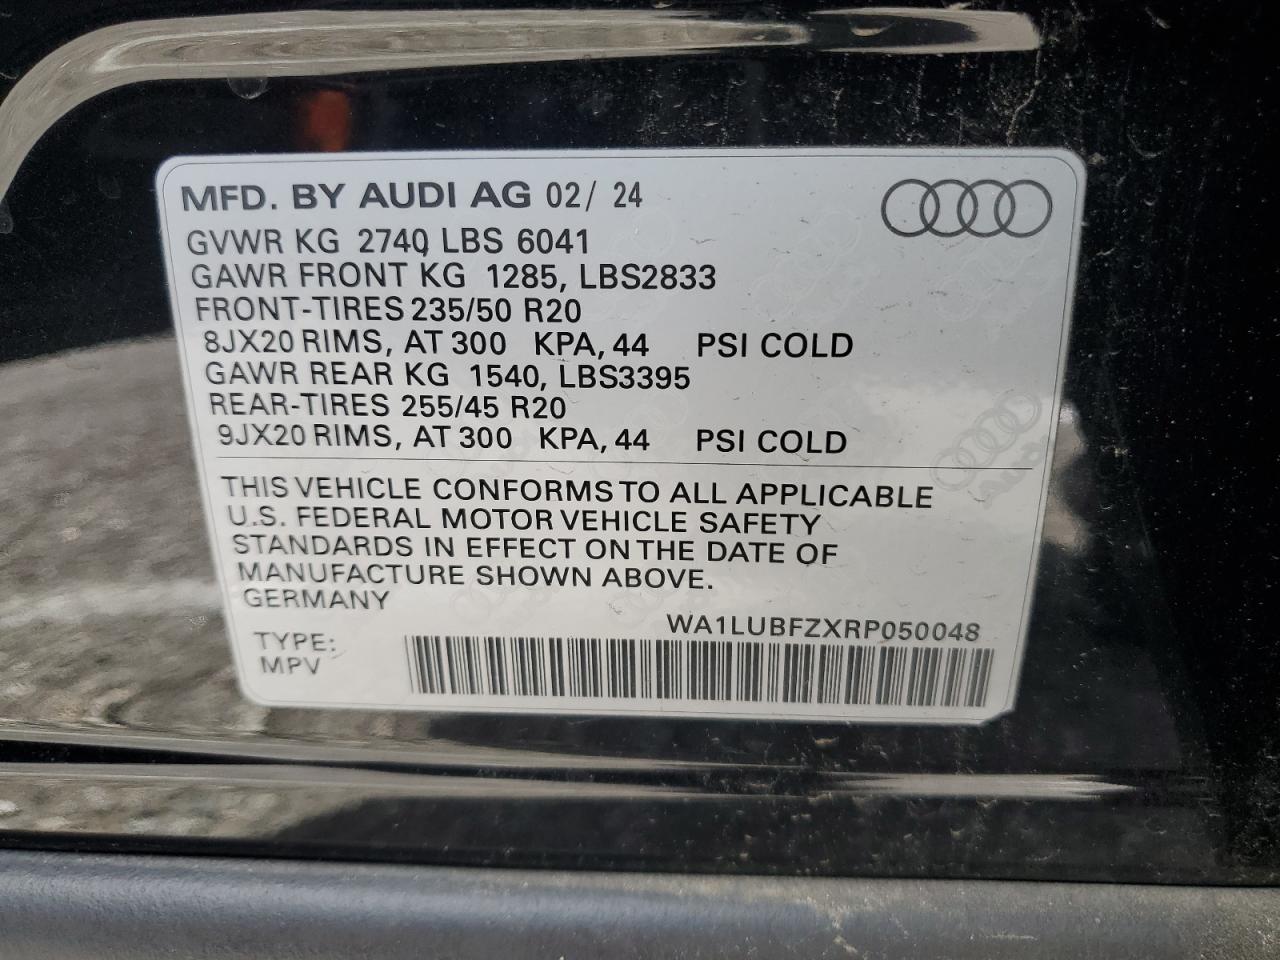 MFD. BY AUDI AG 02/ 24
GVWR KG 2740 LBS 6041
GAWR FRONT KG 1285, LBS2833
FRONT-TIRES 235/50 R20
8JX20 RIMS, AT 300 KPA, 44 PSI COLD
GAWR REAR KG 1540, LBS3395
REAR-TIRES 255/45 R20
9JX20 RIMS, AT 300 KPA, 44 PSI COLD
THIS VEHICLE CONFORMS TO ALL APPLICABLE
U.S. FEDERAL MOTOR VEHICLE SAFETY
STANDARDS IN EFFECT ON THE DATE OF
MANUFACTURE SHOWN ABOVE.
GERMANY
WA1LUBFZXRP050048
TYPE:
MPV